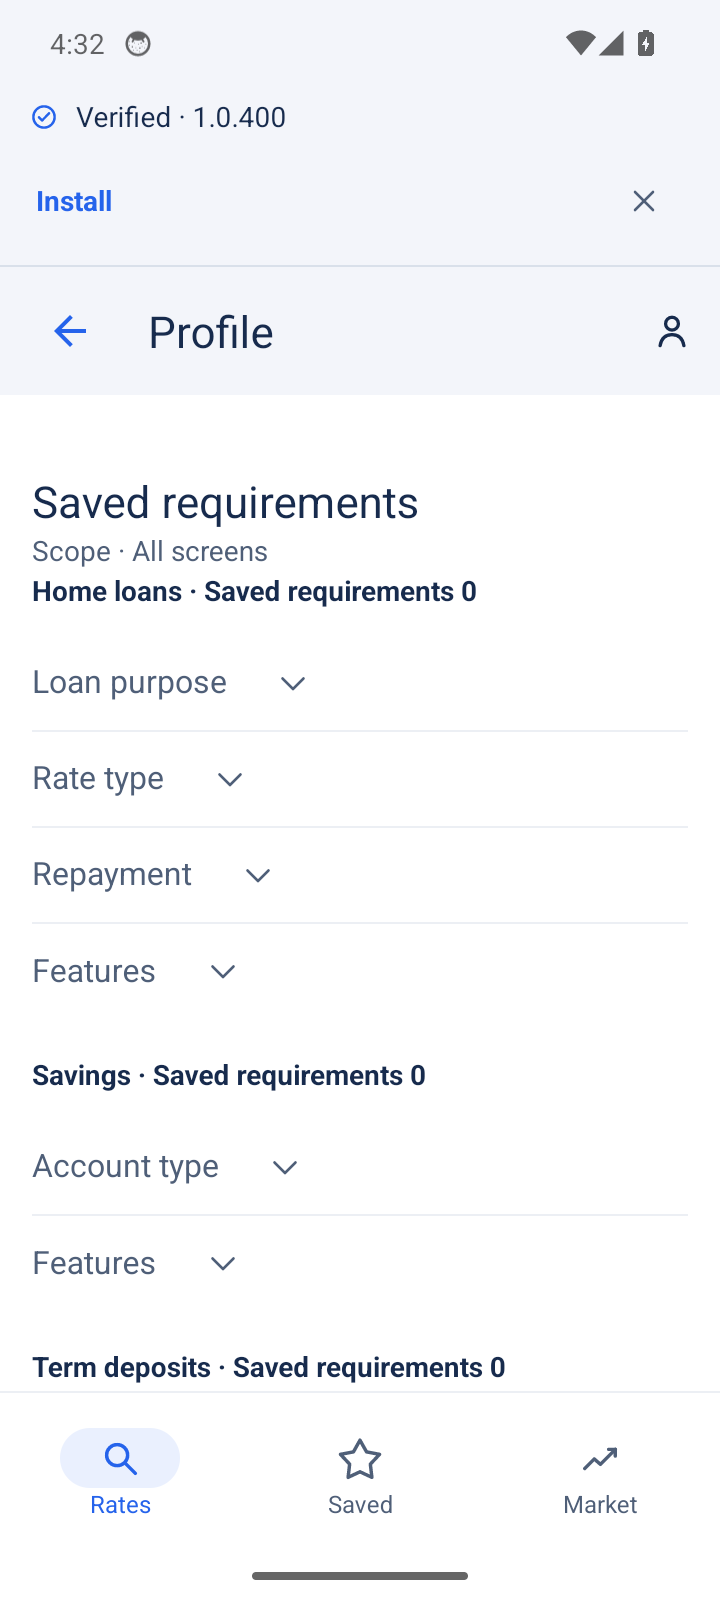 4:32
Verified · 1.0.400
Install
Profile
Saved requirements
Scope · All screens
Home loans · Saved requirements 0
Loan purpose
Rate type
Repayment
Features
Savings · Saved requirements 0
Account type
Features
Term deposits · Saved requirements 0
Rates
Saved
Market